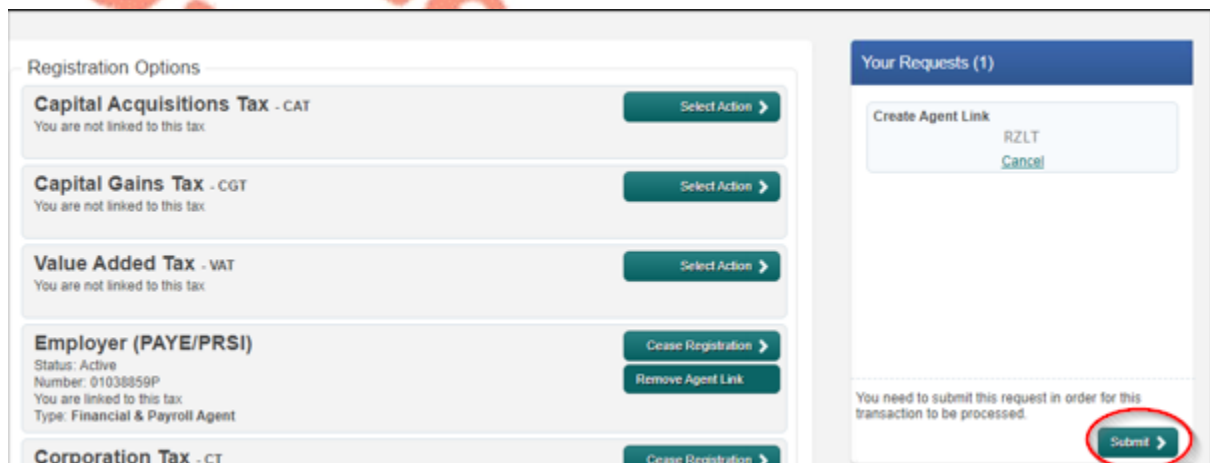 Registration Options
Capital Acquisitions Tax - CAT
You are not linked to this tax
Select Action
Capital Gains Tax - CGT
You are not linked to this tax
Select Action
Value Added Tax - VAT
You are not linked to this tax
Select Action
Employer (PAYE/PRSI)
Status: Active
Number: 01038859P
You are linked to this tax
Type: Financial & Payroll Agent
Cease Registration
Remove Agent Link
Corporation Tax - CT
Cease Registration
Your Requests (1)
Create Agent Link
RZLT
Cancel
You need to submit this request in order for this
transaction to be processed.
Submit